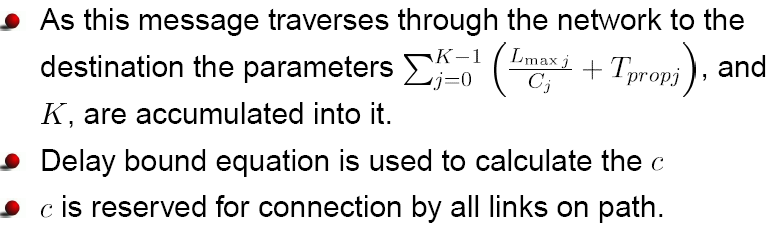 As this message traverses through the network to the
destination the parameters $\sum_{j=0}^{K-1} \left( \frac{L_{\max j}}{C_j} + T_{propj} \right)$, and
$K$, are accumulated into it.
Delay bound equation is used to calculate the $c$
$c$ is reserved for connection by all links on path.